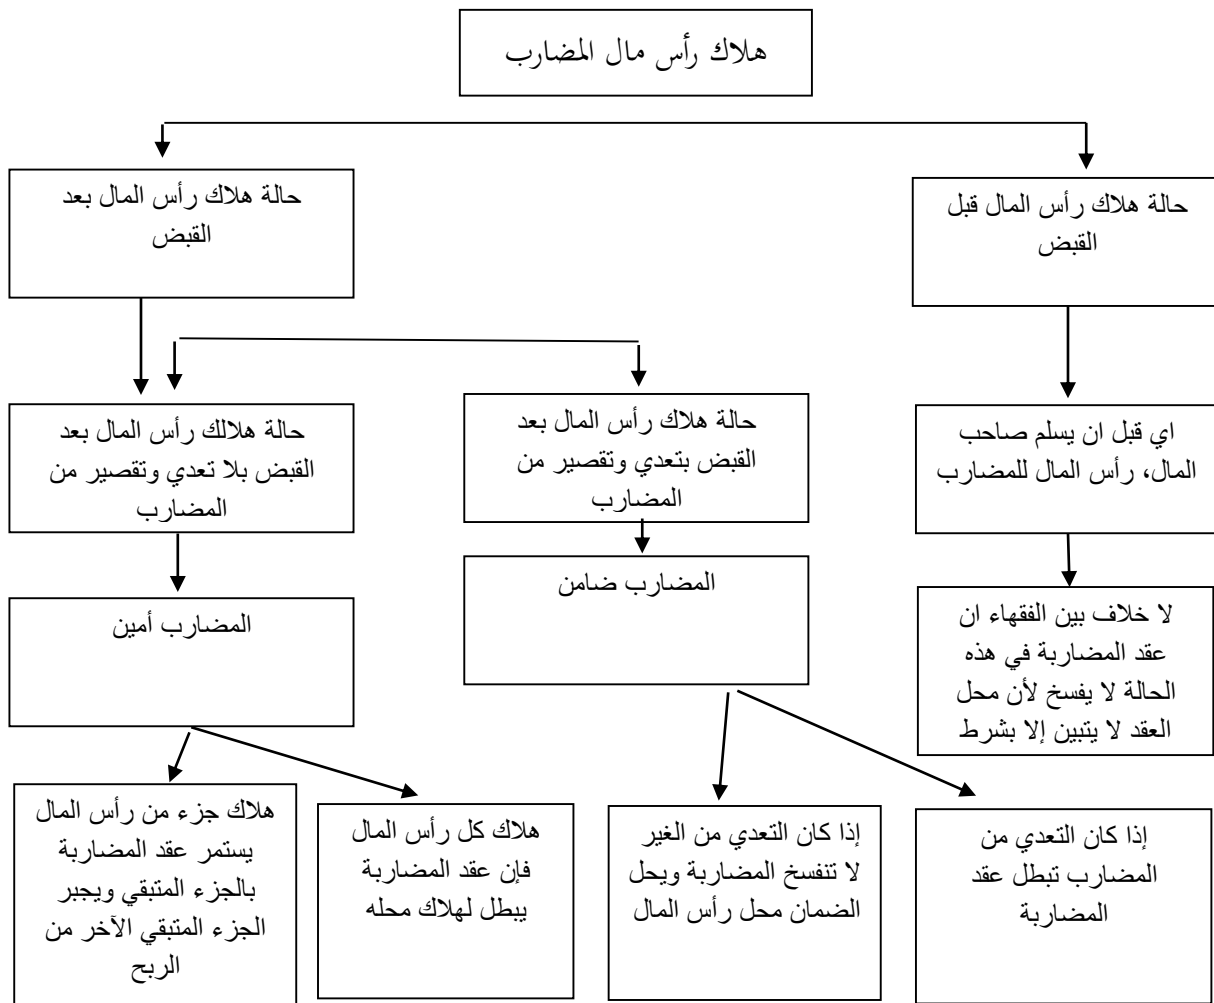 هلاك رأس مال المضارب
حالة هلاك رأس المال قبل
القبض
حالة هلاك رأس المال بعد
القبض
اي قبل ان يسلم صاحب
المال، رأس المال للمضارب
حالة هلاك رأس المال بعد
القبض بتعدي وتقصير من
المضارب
حالة هلالك رأس المال بعد
القبض بلا تعدي وتقصير من
المضارب
لا خلاف بين الفقهاء ان
عقد المضاربة في هذه
الحالة لا يفسخ لأن محل
العقد لا يتبين إلا بشرط
المضارب ضامن
المضارب أمين
إذا كان التعدي من
المضارب تبطل عقد
المضاربة
إذا كان التعدي من الغير
لا تنفسخ المضاربة ويحل
الضمان محل رأس المال
هلاك كل رأس المال
فإن عقد المضاربة
يبطل لهلاك محله
هلاك جزء من رأس المال
يستمر عقد المضاربة
بالجزء المتبقي ويجبر
الجزء المتبقي الآخر من
الربح